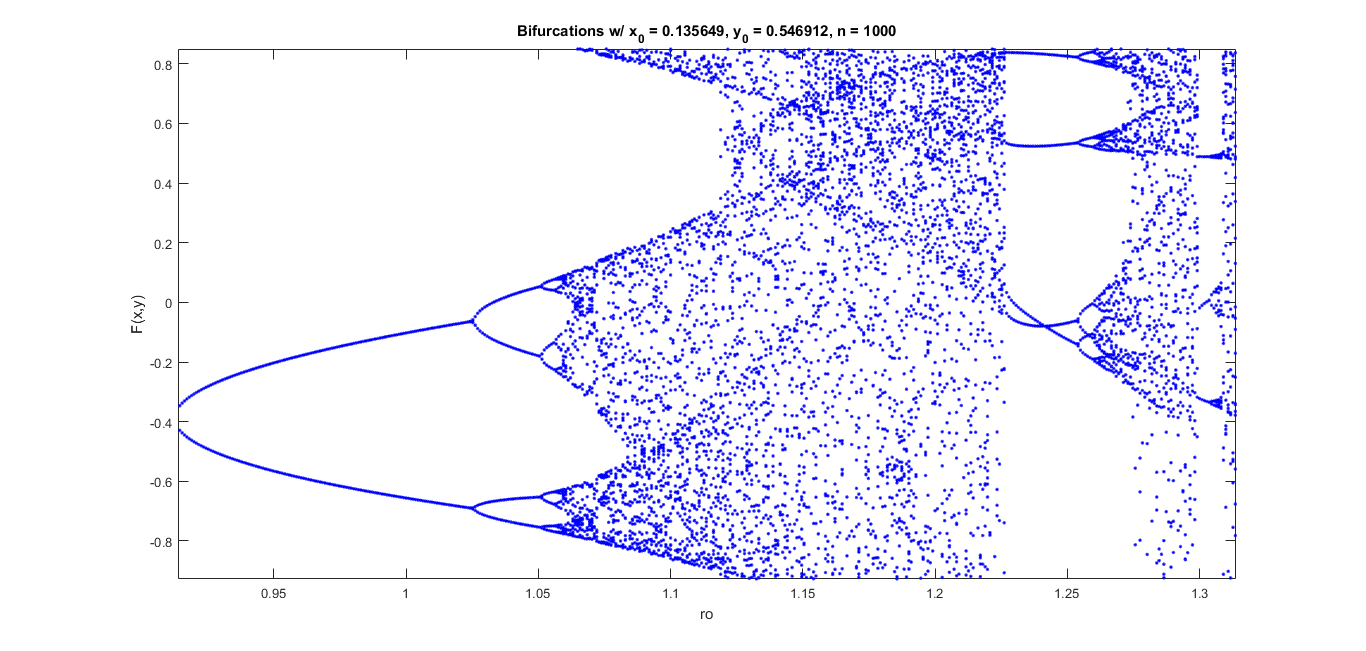 Bifurcations w/ x0 = 0.135649, y0 = 0.546912, n = 1000
0.8
0.6
0.4
0.2
0
-0.2
-0.4
-0.6
-0.8
F(x,y)
0.95 1 1.05 1.1 1.15 1.2 1.25 1.3
ro